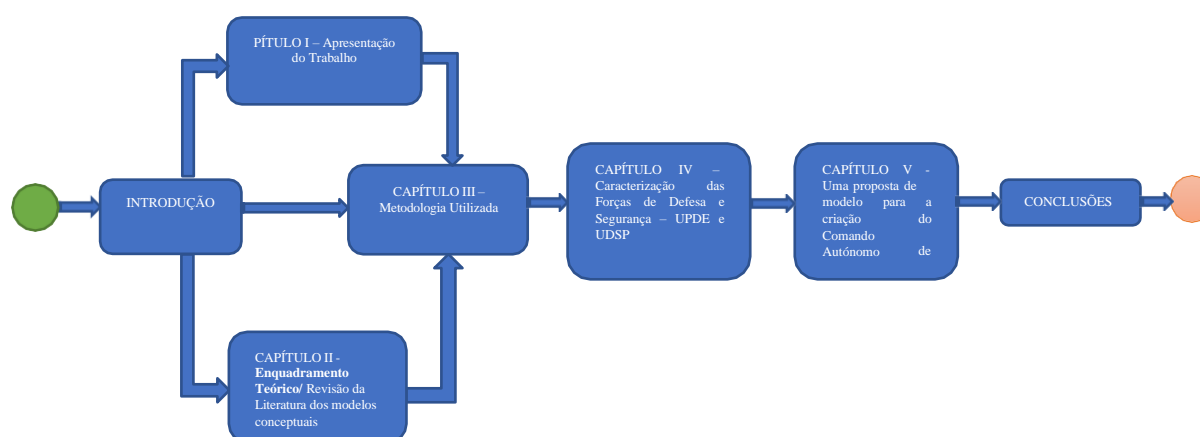 PÍTULO I – Apresentação
do Trabalho
INTRODUÇÃO
CAPÍTULO II -
Enquadramento
Teórico/ Revisão da
Literatura dos modelos
conceptuais
CAPÍTULO III –
Metodologia Utilizada
CAPÍTULO IV –
Caracterização das
Forças de Defesa e
Segurança – UPDE e
UDSP
CAPÍTULO V -
Uma proposta de
modelo para a
criação do
Comando
Autónomo de
CONCLUSÕES